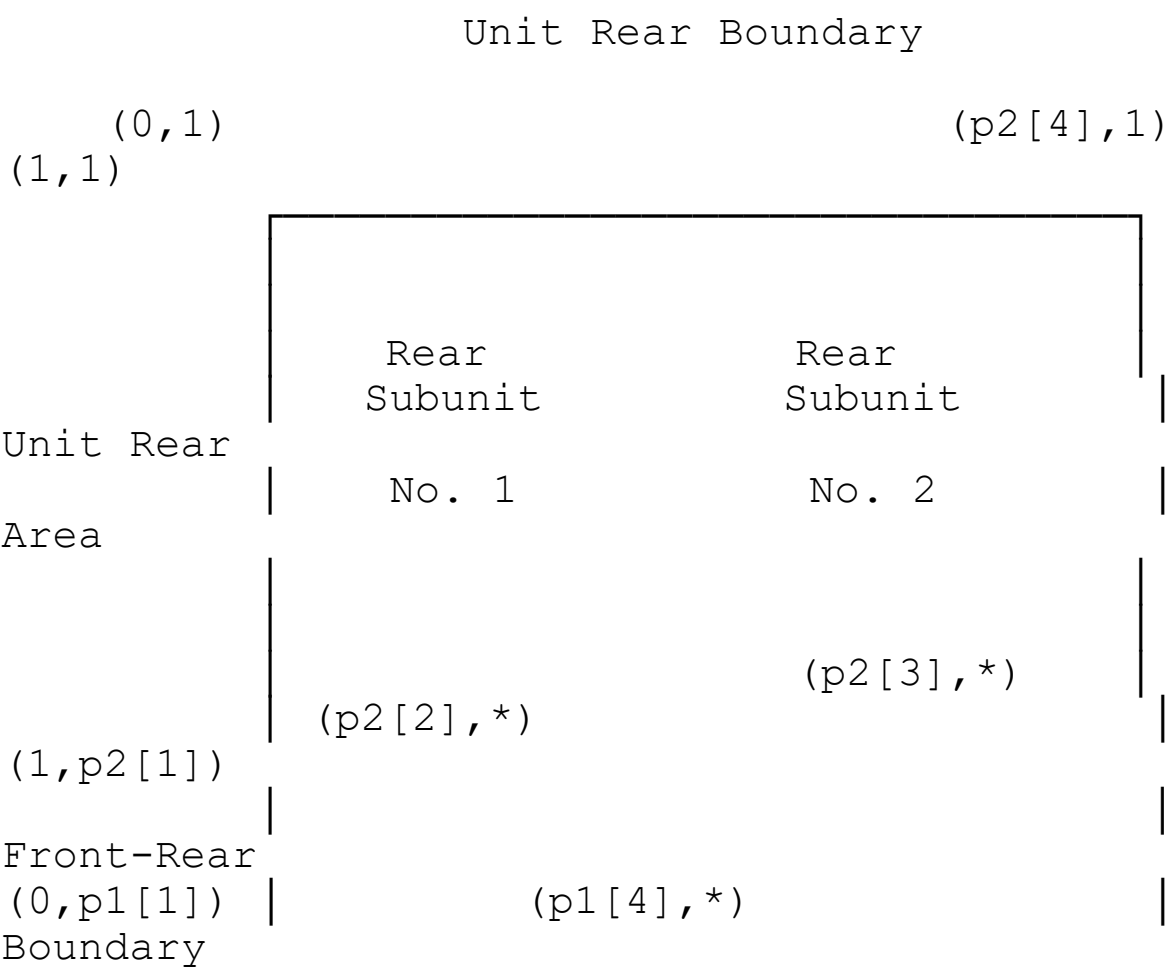 Unit Rear Boundary
(0,1) (p2[4],1)
(1,1)
Rear Rear
Subunit Subunit
Unit Rear
No. 1 No. 2
Area
(p2[3],*)
(p2[2],*)
(1,p2[1])
Front-Rear
(0,p1[1]) (p1[4],*)
Boundary